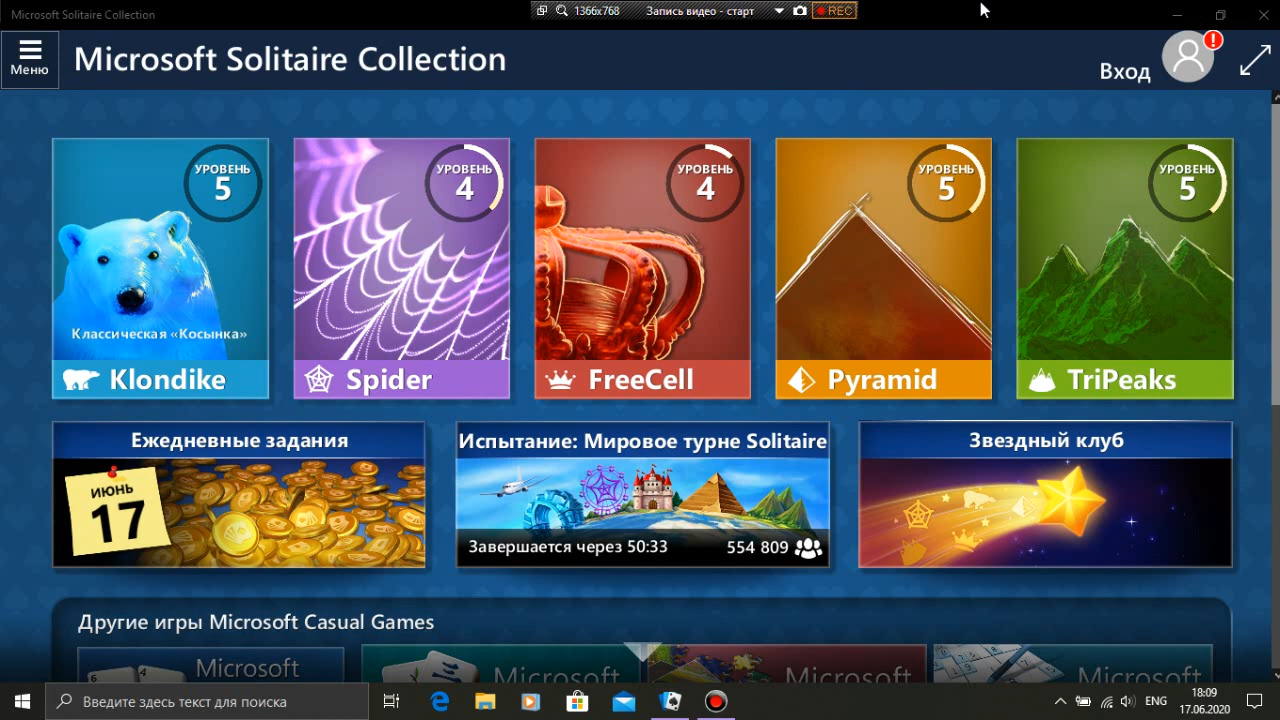 Microsoft Solitaire Collection
1366x768 Запись видео - старт REC
Меню
Microsoft Solitaire Collection
Вход
УРОВЕНЬ
5
УРОВЕНЬ
4
УРОВЕНЬ
4
УРОВЕНЬ
5
УРОВЕНЬ
5
Классическая «Косынка»
Klondike
Spider
FreeCell
Pyramid
TriPeaks
Ежедневные задания
ИЮНЬ
17
Испытание: Мировое турне Solitaire
Завершается через 50:33
554 809
Звездный клуб
Другие игры Microsoft Casual Games
Microsoft
Microsoft
Microsoft
Microsoft
Введите здесь текст для поиска
ENG
18:09
17.06.2020